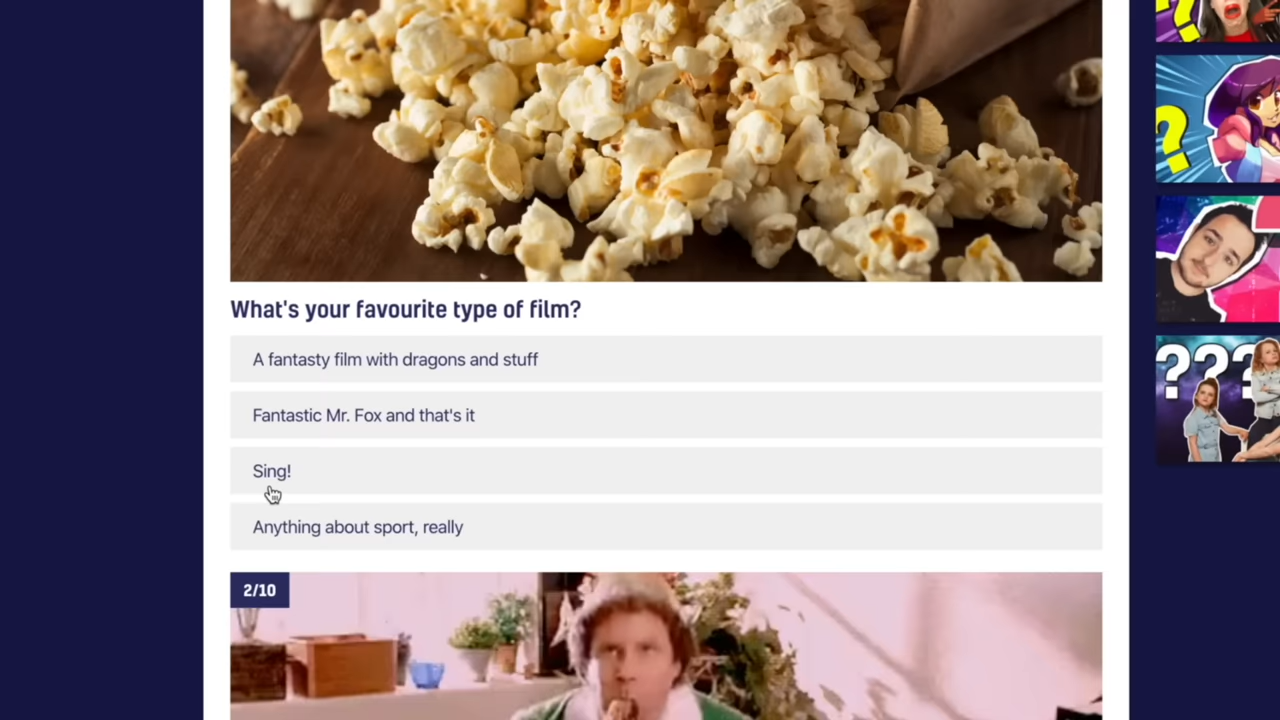 What's your favourite type of film?
A fantasty film with dragons and stuff
Fantastic Mr. Fox and that's it
Sing!
Anything about sport, really
2/10
?
?
???